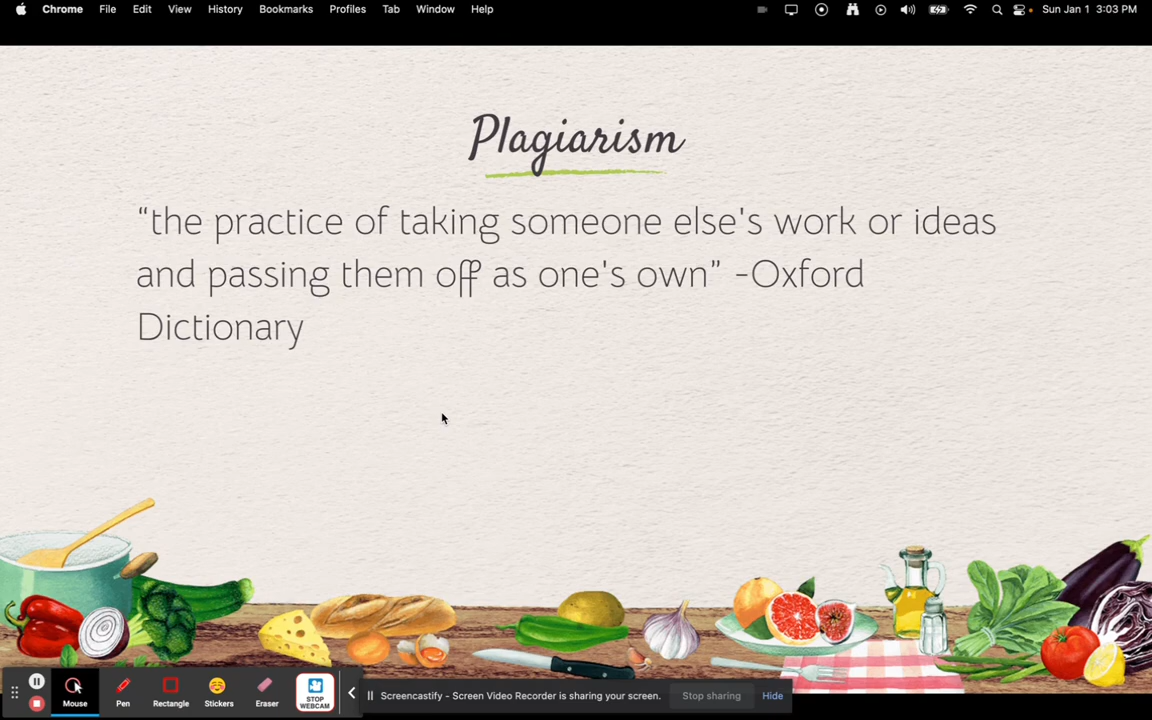 Chrome File Edit View History Bookmarks Profiles Tab Window Help Sun Jan 1 3:03 PM
Plagiarism
“the practice of taking someone else's work or ideas
and passing them off as one's own” -Oxford
Dictionary
Mouse Pen Rectangle Stickers Eraser STOP WEBCAM Screencastify - Screen Video Recorder is sharing your screen. Stop sharing Hide